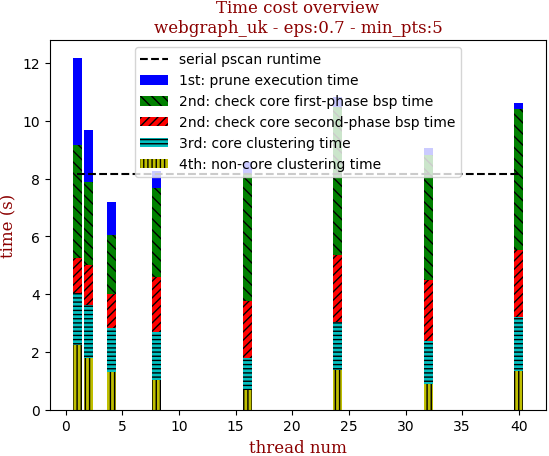 Time cost overview
webgraph_uk - eps:0.7 - min_pts:5
serial pscan runtime
1st: prune execution time
2nd: check core first-phase bsp time
2nd: check core second-phase bsp time
3rd: core clustering time
4th: non-core clustering time
time (s)
12
10
8
6
4
2
0
0 5 10 15 20 25 30 35 40
thread num